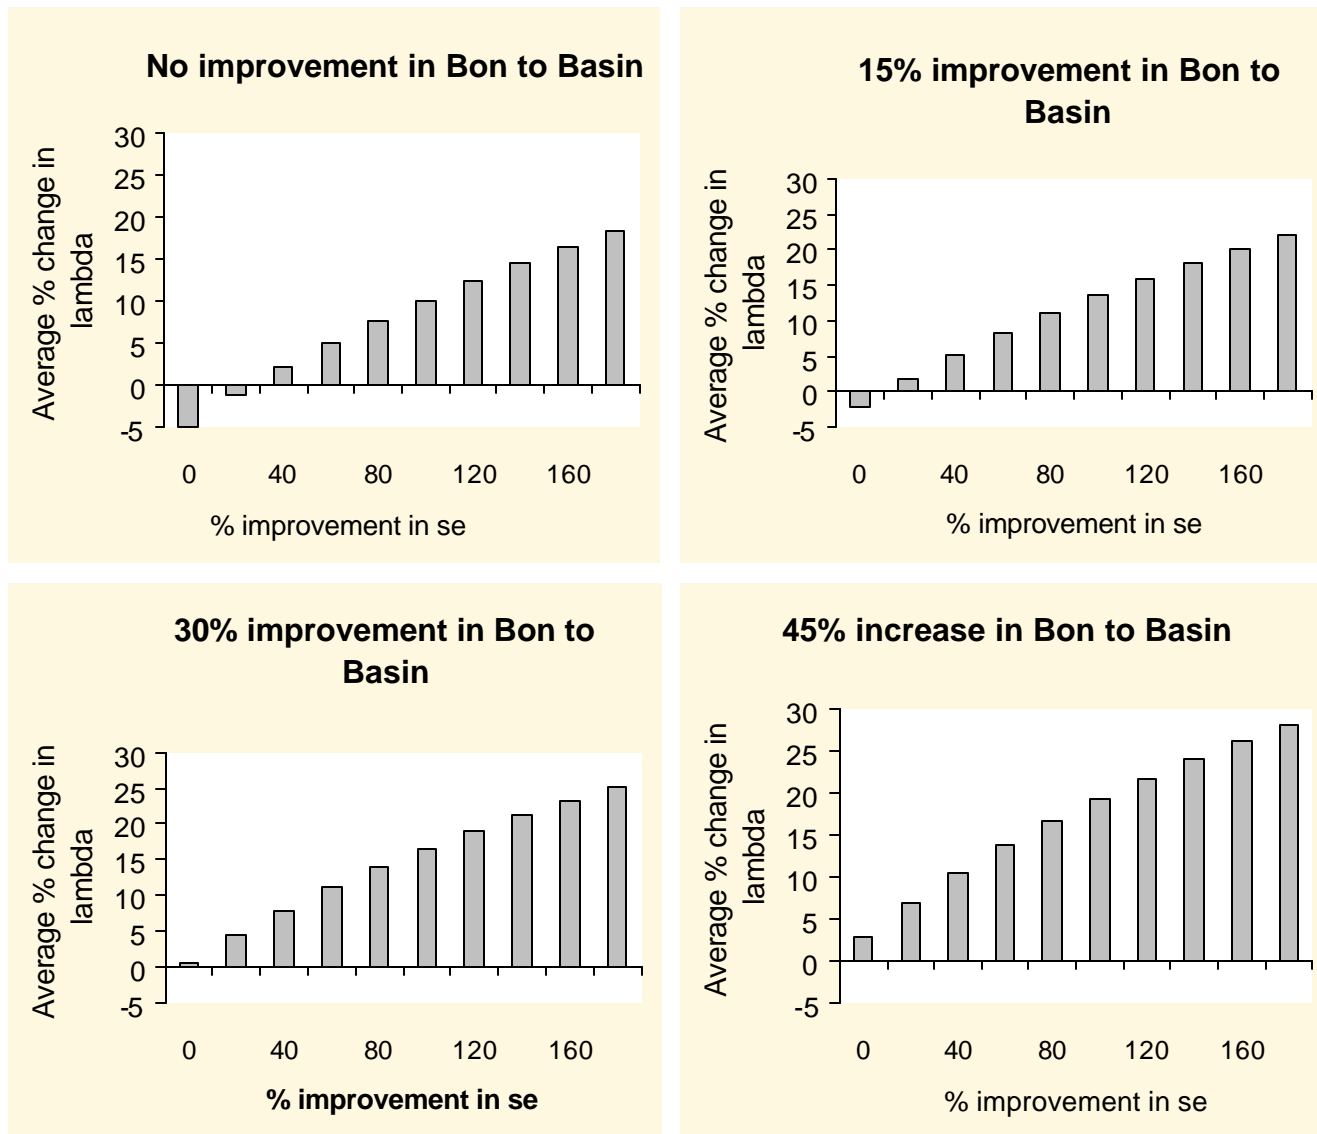 No improvement in Bon to Basin
Average % change in
lambda
30
25
20
15
10
5
0
-5
0 40 80 120 160
% improvement in se
15% improvement in Bon to
Basin
Average % change in
lambda
30
25
20
15
10
5
0
-5
0 40 80 120 160
% improvement in se
30% improvement in Bon to
Basin
Average % change in
lambda
30
25
20
15
10
5
0
-5
0 40 80 120 160
% improvement in se
45% increase in Bon to Basin
Average % change in
lambda
30
25
20
15
10
5
0
-5
0 40 80 120 160
% improvement in se